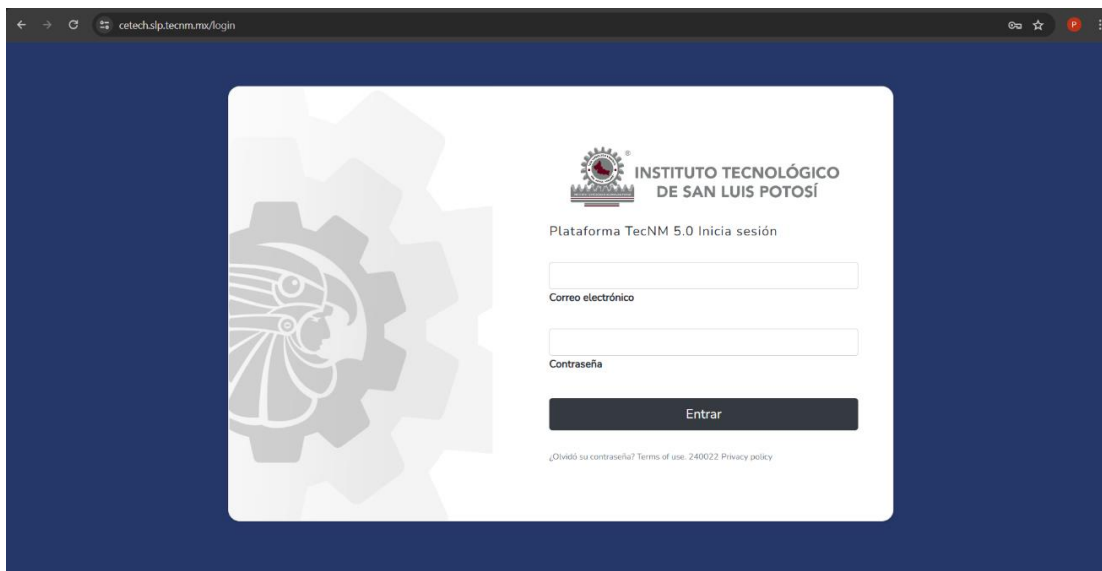 cetech.slp.tecnm.mx/login
P
INSTITUTO TECNOLÓGICO
DE SAN LUIS POTOSÍ
®
Plataforma TecNM 5.0 Inicia sesión
Correo electrónico
Contraseña
Entrar
¿Olvidó su contraseña? Terms of use. 240022 Privacy policy